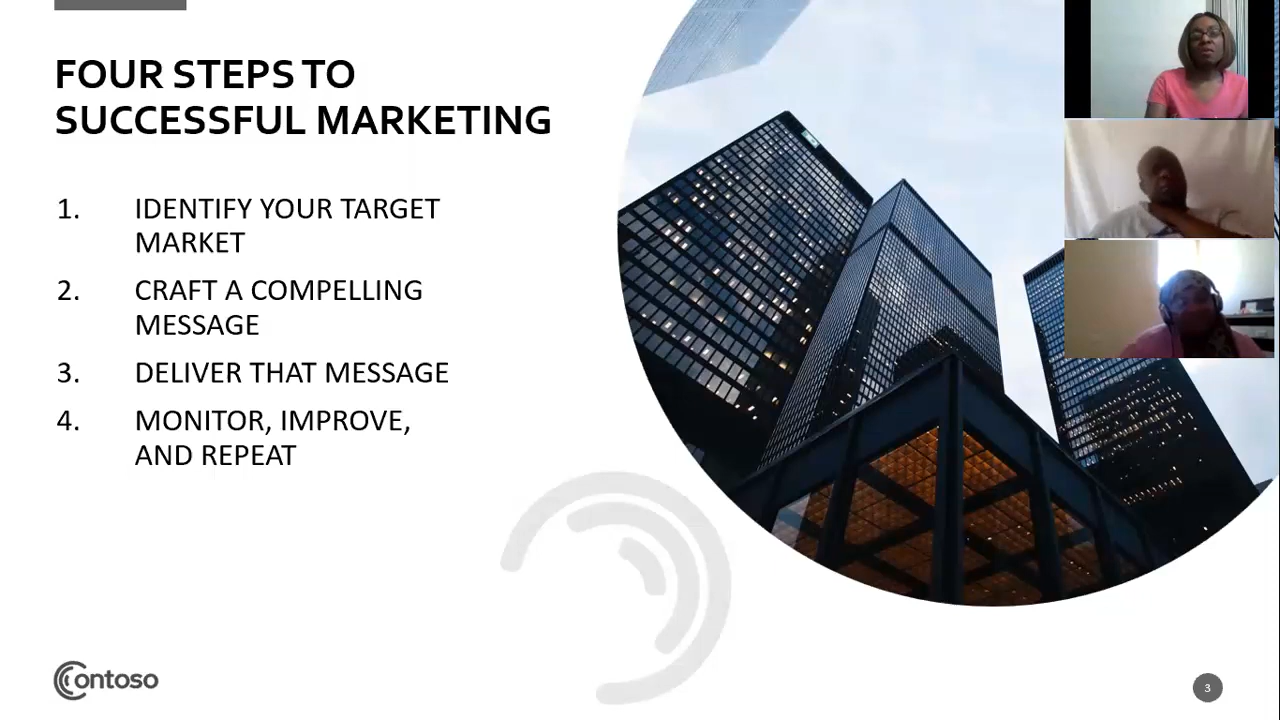 FOUR STEPS TO
SUCCESSFUL MARKETING
1. IDENTIFY YOUR TARGET
MARKET
2. CRAFT A COMPELLING
MESSAGE
3. DELIVER THAT MESSAGE
4. MONITOR, IMPROVE,
AND REPEAT
Contoso
3